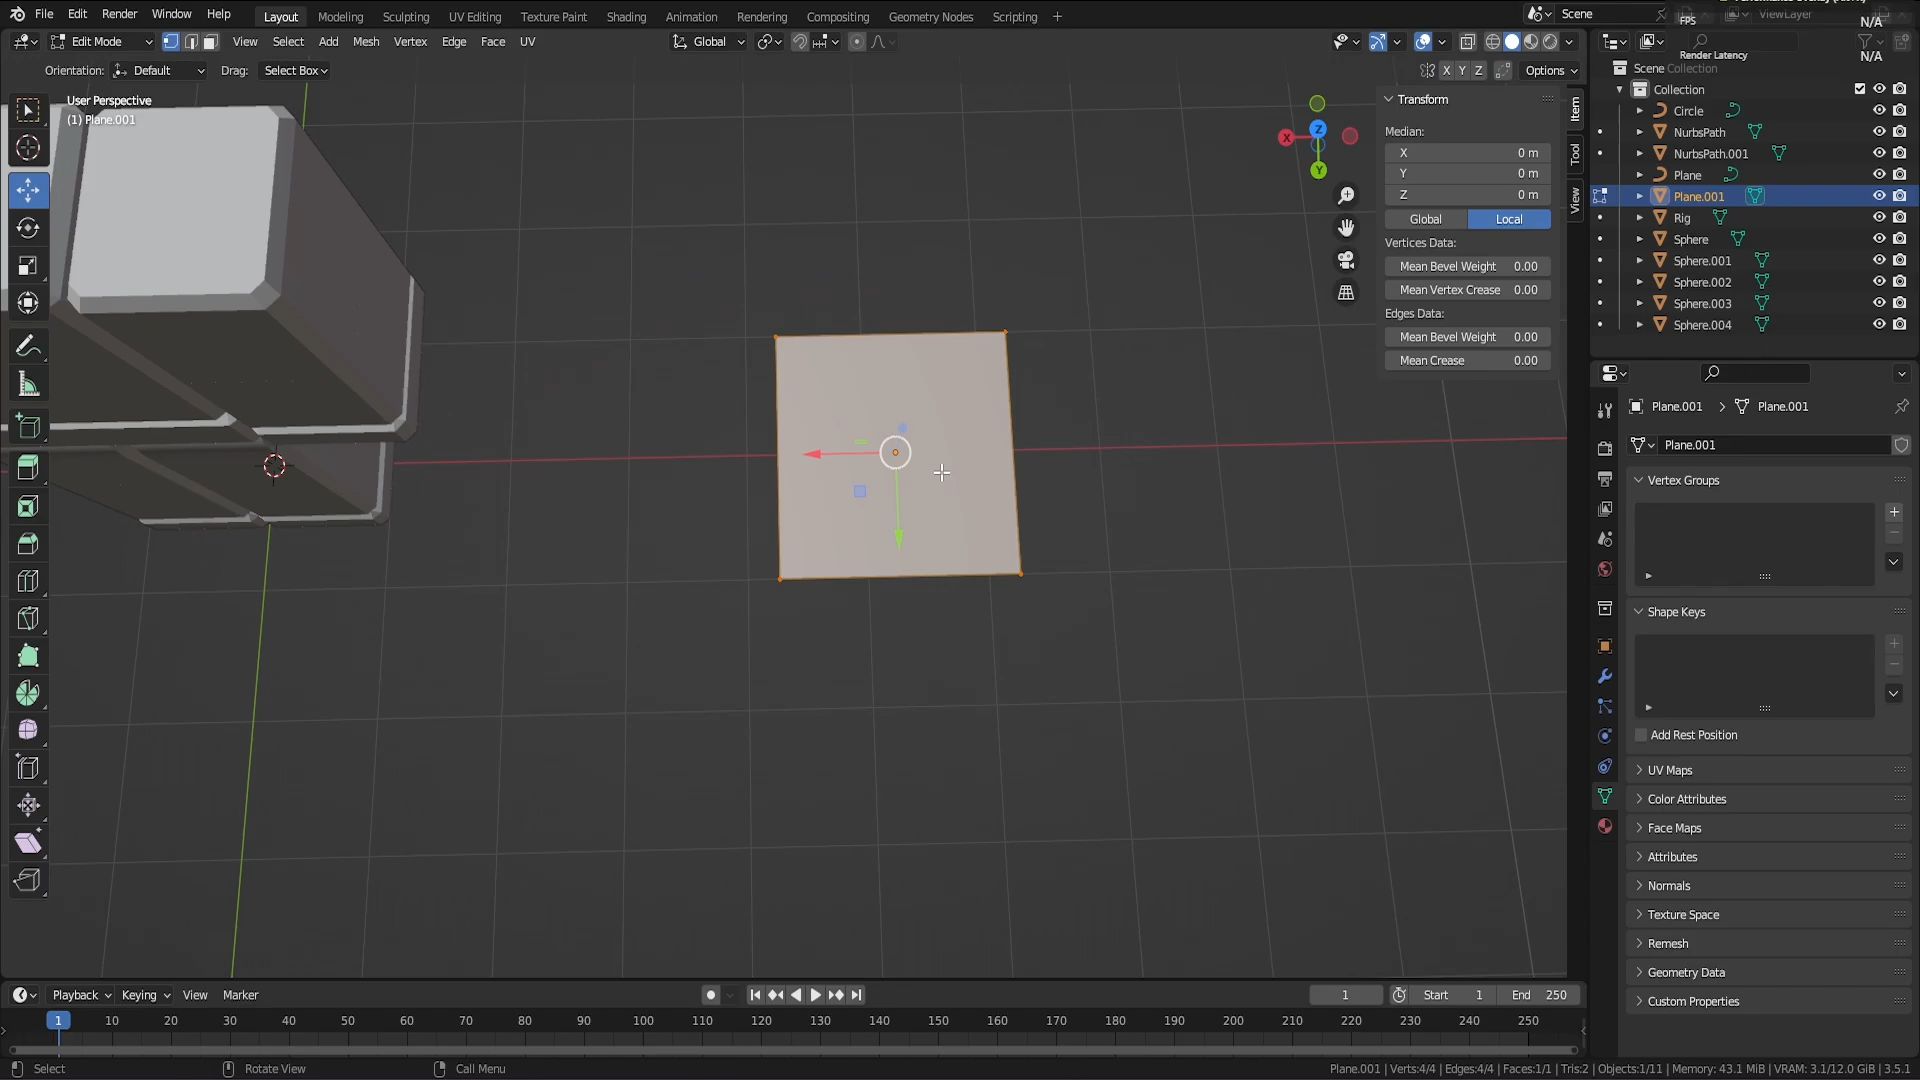 File Edit Render Window Help Layout Modeling Sculpting UV Editing Texture Paint Shading Animation Rendering Compositing Geometry Nodes Scripting + Scene FPS ViewLayer N/A
Edit Mode View Select Add Mesh Vertex Edge Face UV Global
Render Latency N/A
Orientation: Default Drag: Select Box X Y Z Options
Scene Collection
User Perspective
(1) Plane.001
Transform
Median:
X 0 m
Y 0 m
Z 0 m
Global Local
Vertices Data:
Mean Bevel Weight 0.00
Mean Vertex Crease 0.00
Edges Data:
Mean Bevel Weight 0.00
Mean Crease 0.00
Item
Tool
View
X
Z
Y
Collection
Circle
NurbsPath
NurbsPath.001
Plane
Plane.001
Rig
Sphere
Sphere.001
Sphere.002
Sphere.003
Sphere.004
Plane.001 Plane.001
Plane.001
Vertex Groups
Shape Keys
Add Rest Position
UV Maps
Color Attributes
Face Maps
Attributes
Normals
Texture Space
Remesh
Geometry Data
Custom Properties
Playback Keying View Marker 1 Start 1 End 250
1 10 20 30 40 50 60 70 80 90 100 110 120 130 140 150 160 170 180 190 200 210 220 230 240 250
Select Rotate View Call Menu Plane.001 | Verts:4/4 | Edges:4/4 | Faces:1/1 | Tris:2 | Objects:1/11 | Memory: 43.1 MiB | VRAM: 3.1/12.0 GiB | 3.5.1